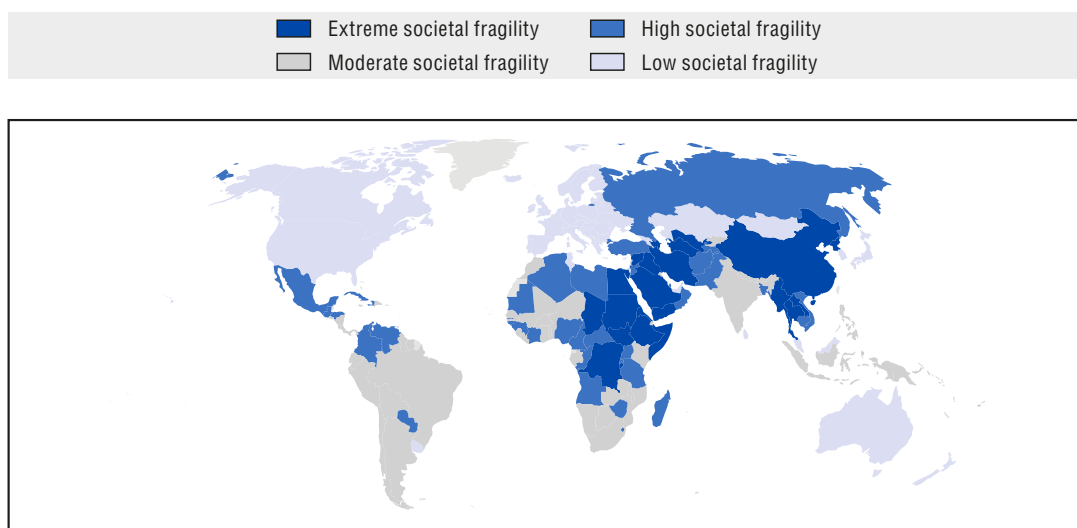 Extreme societal fragility
High societal fragility
Moderate societal fragility
Low societal fragility